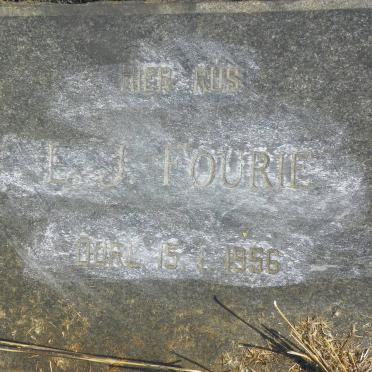 HIER RUS
L. J. FOURIE
OORL. 15 . 1 . 1956